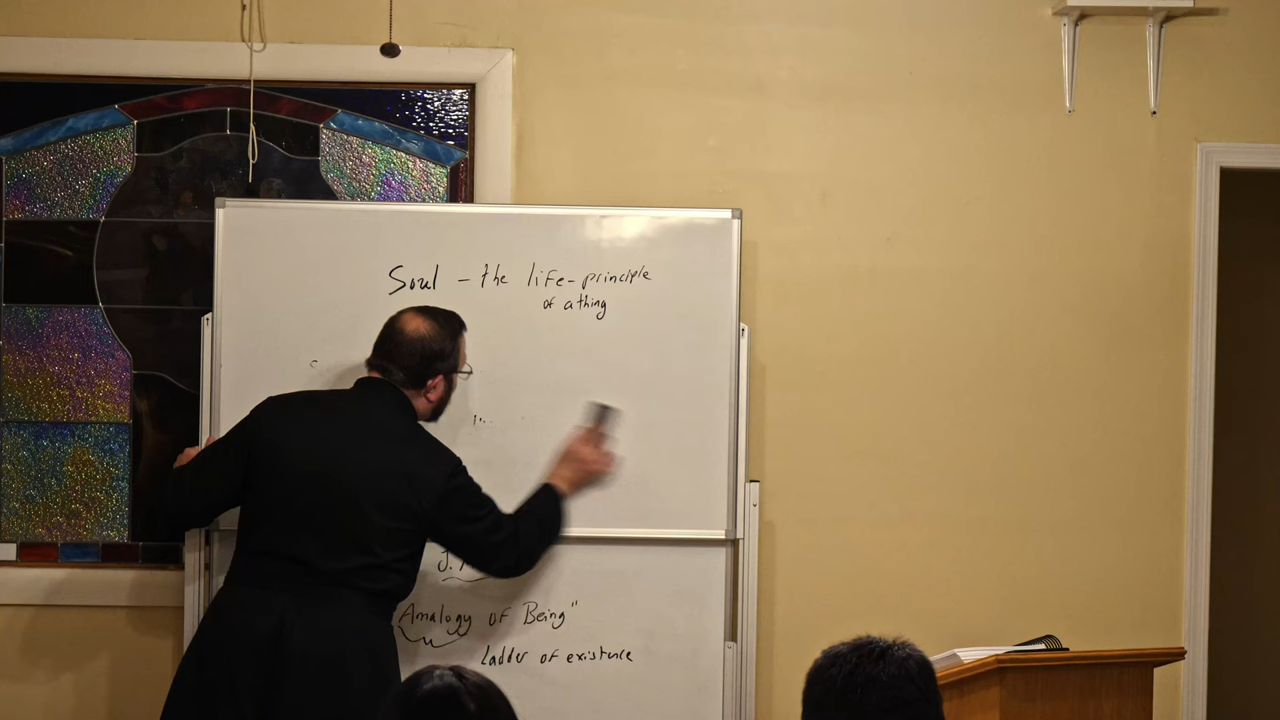 Soul – the life-principle
of a thing
Analogy of Being"
Ladder of existence